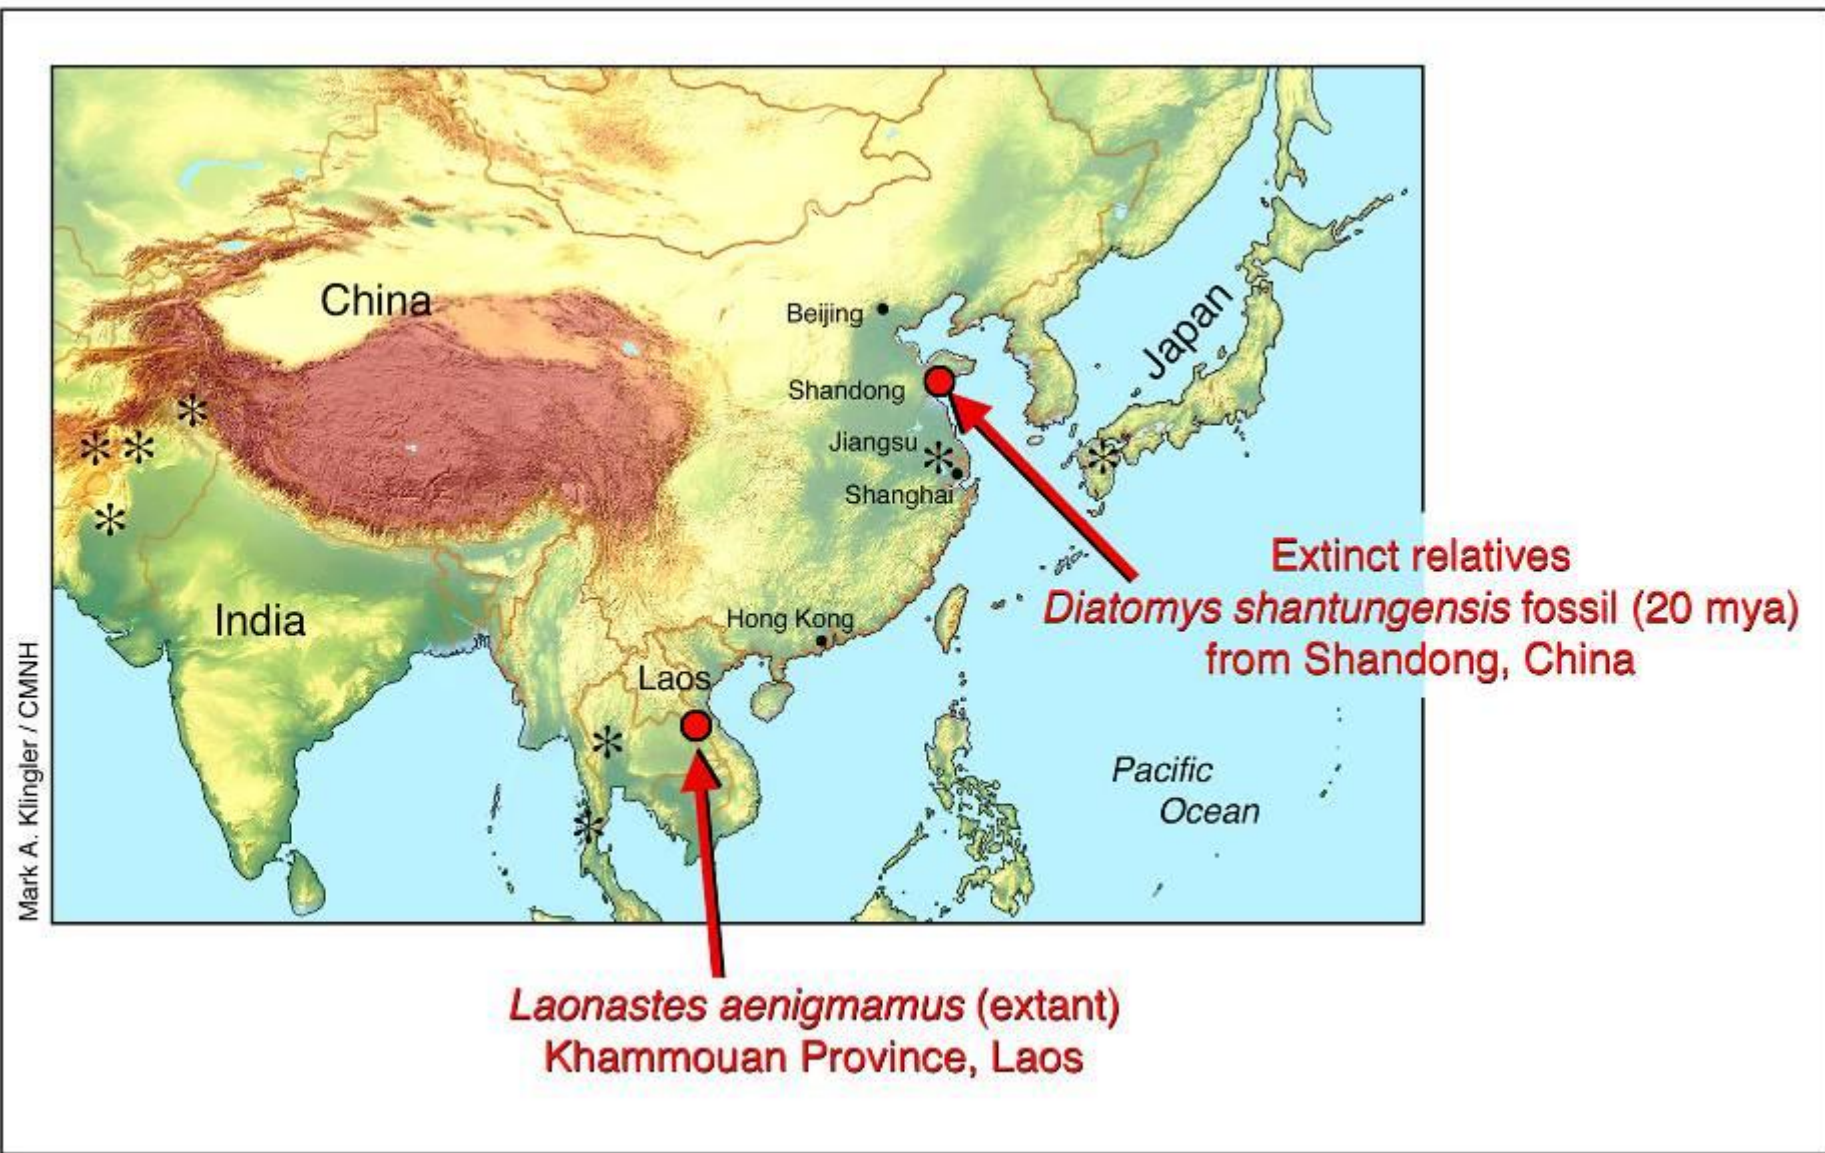 China
Beijing
Japan
Shandong
Jiangsu
Shanghai
India
Hong Kong
Laos
Pacific
Ocean
Extinct relatives
Diatomys shantungensis fossil (20 mya)
from Shandong, China
Laonastes aenigmamus (extant)
Khammouan Province, Laos
Mark A. Klingler / CMNH